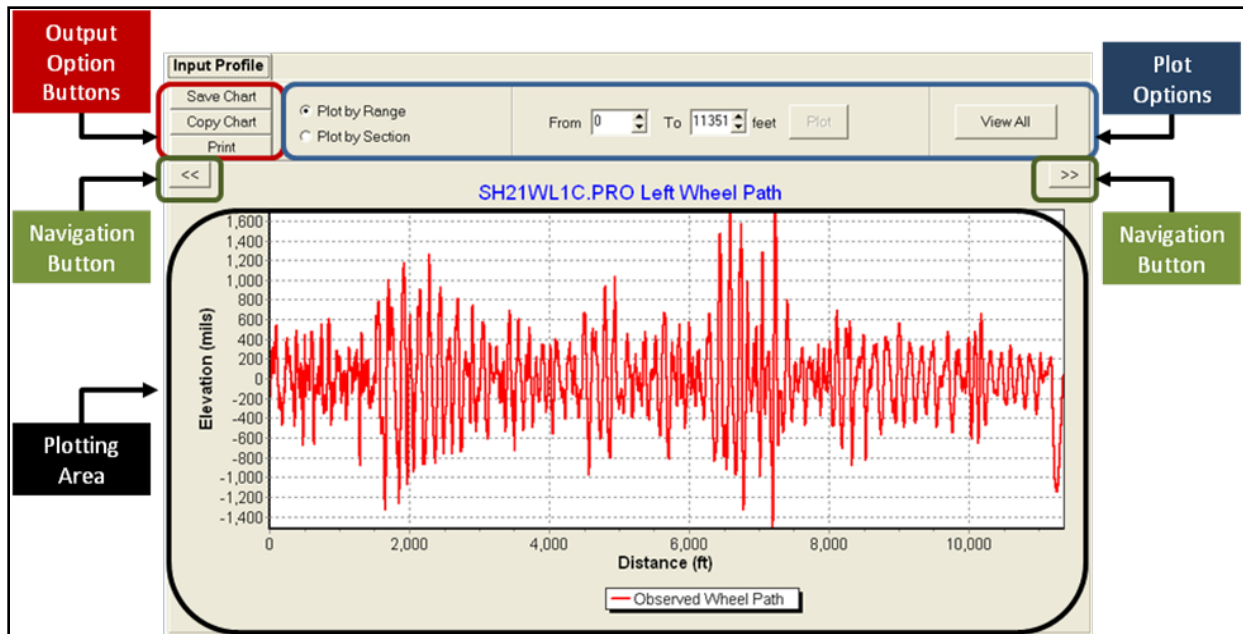 Output
Option
Buttons
Input Profile
Save Chart
Copy Chart
Print
Plot by Range
Plot by Section
From 0 To 11351 feet Plot
View All
Plot
Options
<<
>>
Navigation
Button
Navigation
Button
SH21WL1C.PRO Left Wheel Path
Plotting
Area
Elevation (mils)
1,600
1,400
1,200
1,000
800
600
400
200
0
-200
-400
-600
-800
-1,000
-1,200
-1,400
0 2,000 4,000 6,000 8,000 10,000
Distance (ft)
Observed Wheel Path